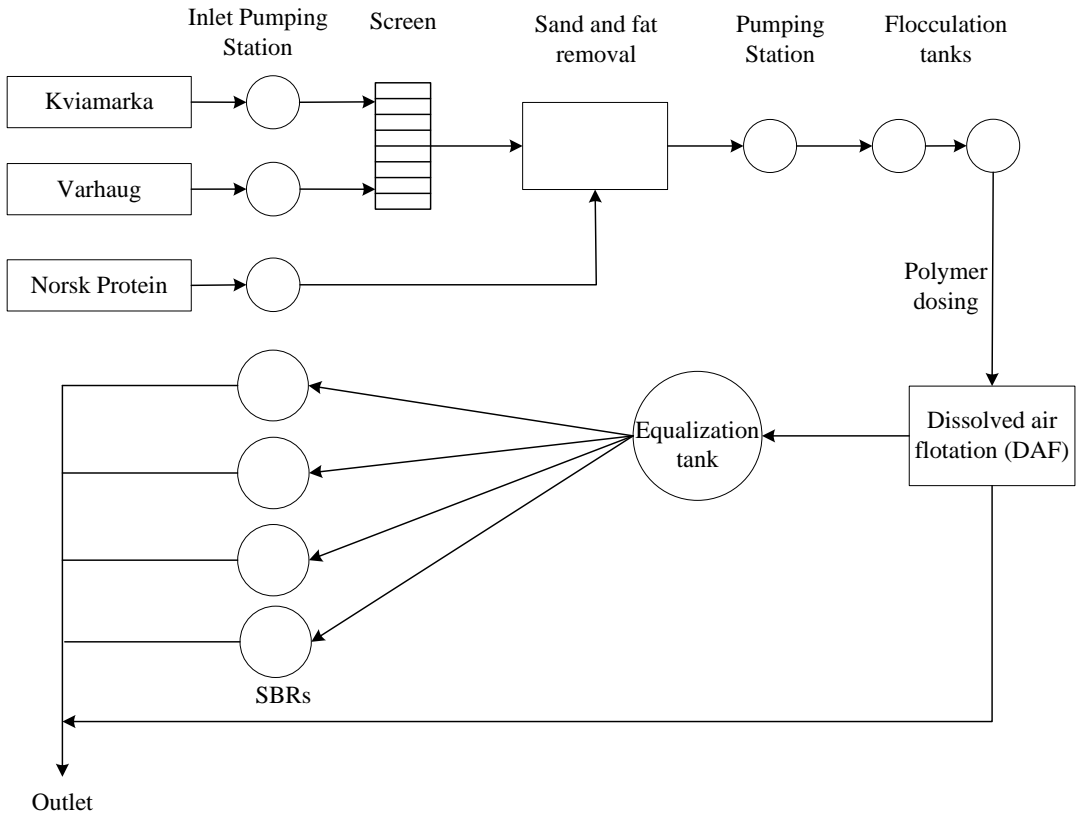 Inlet Pumping
Station
Screen
Sand and fat
removal
Pumping
Station
Flocculation
tanks
Kviamarka
Varhaug
Norsk Protein
Polymer
dosing
Equalization
tank
Dissolved air
flotation (DAF)
SBRs
Outlet